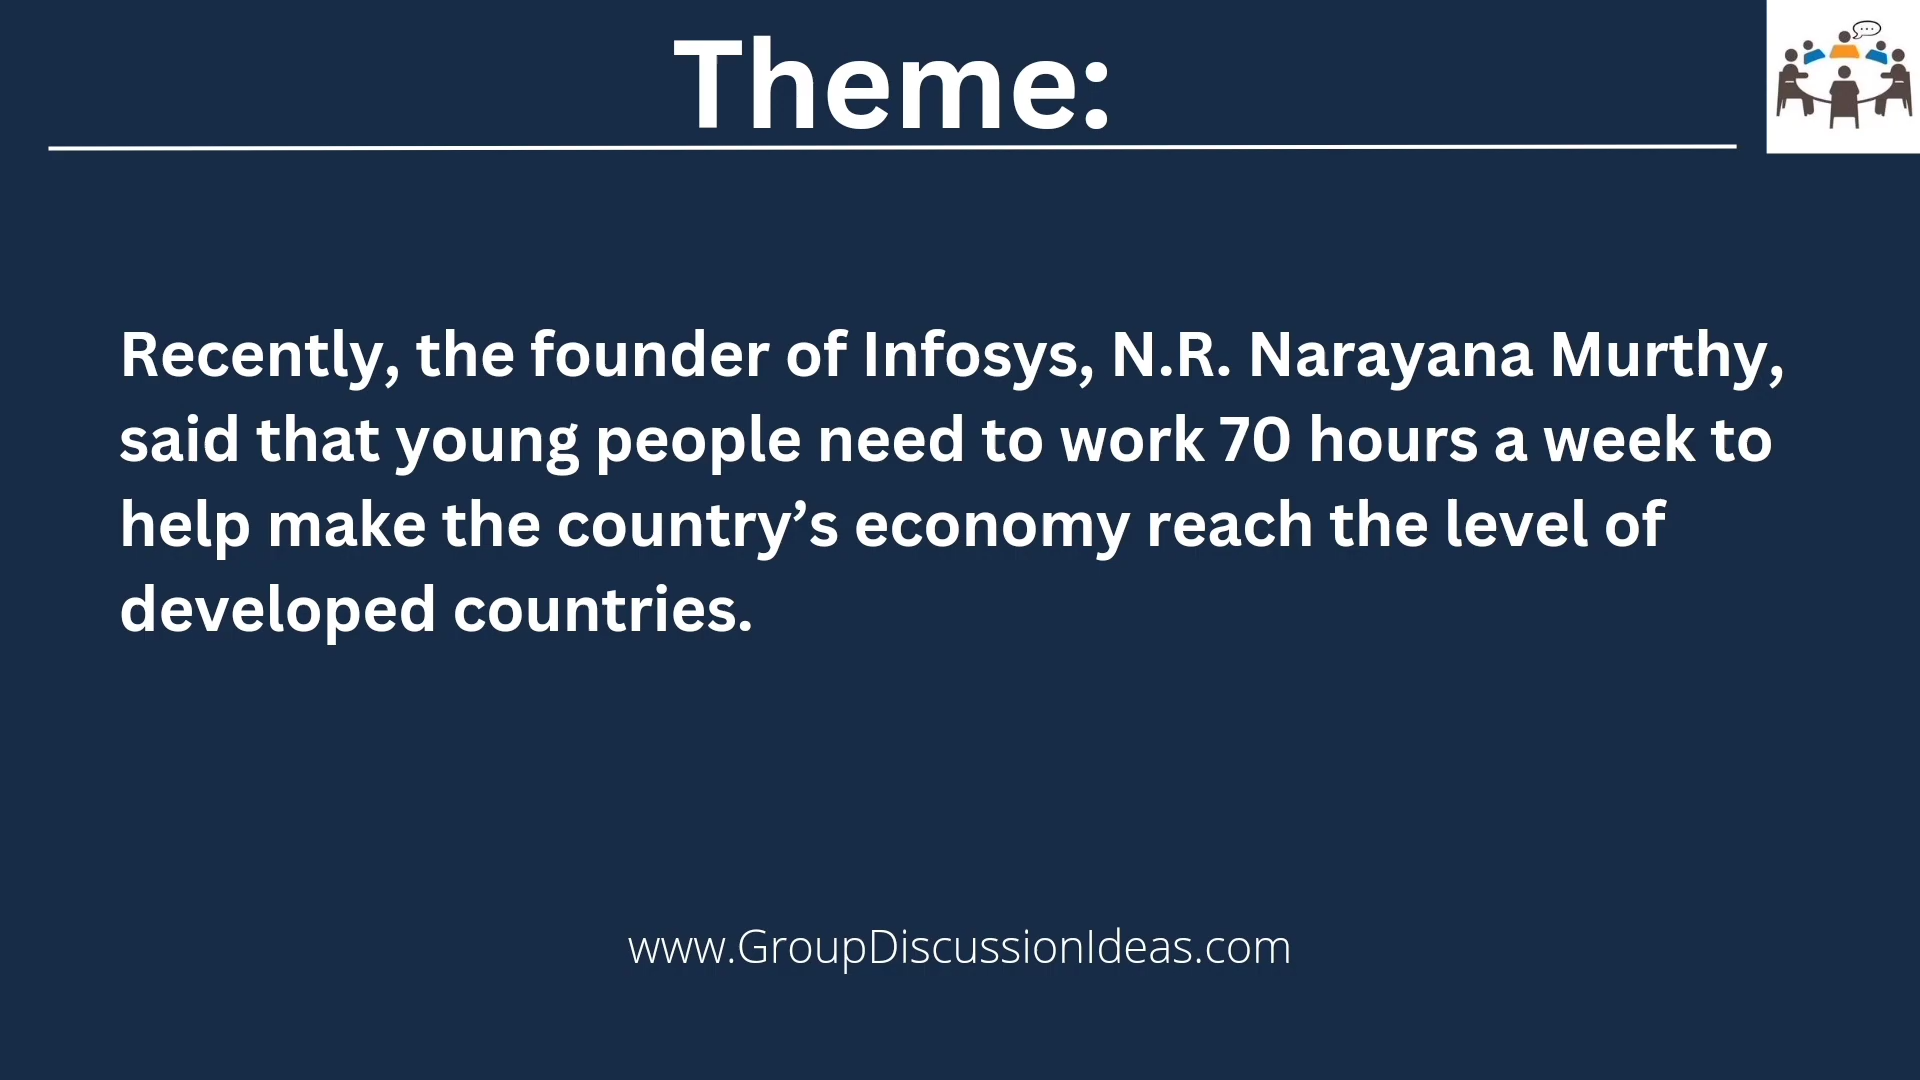 Theme:
Recently, the founder of Infosys, N.R. Narayana Murthy,
said that young people need to work 70 hours a week to
help make the country’s economy reach the level of
developed countries.
www.GroupDiscussionIdeas.com